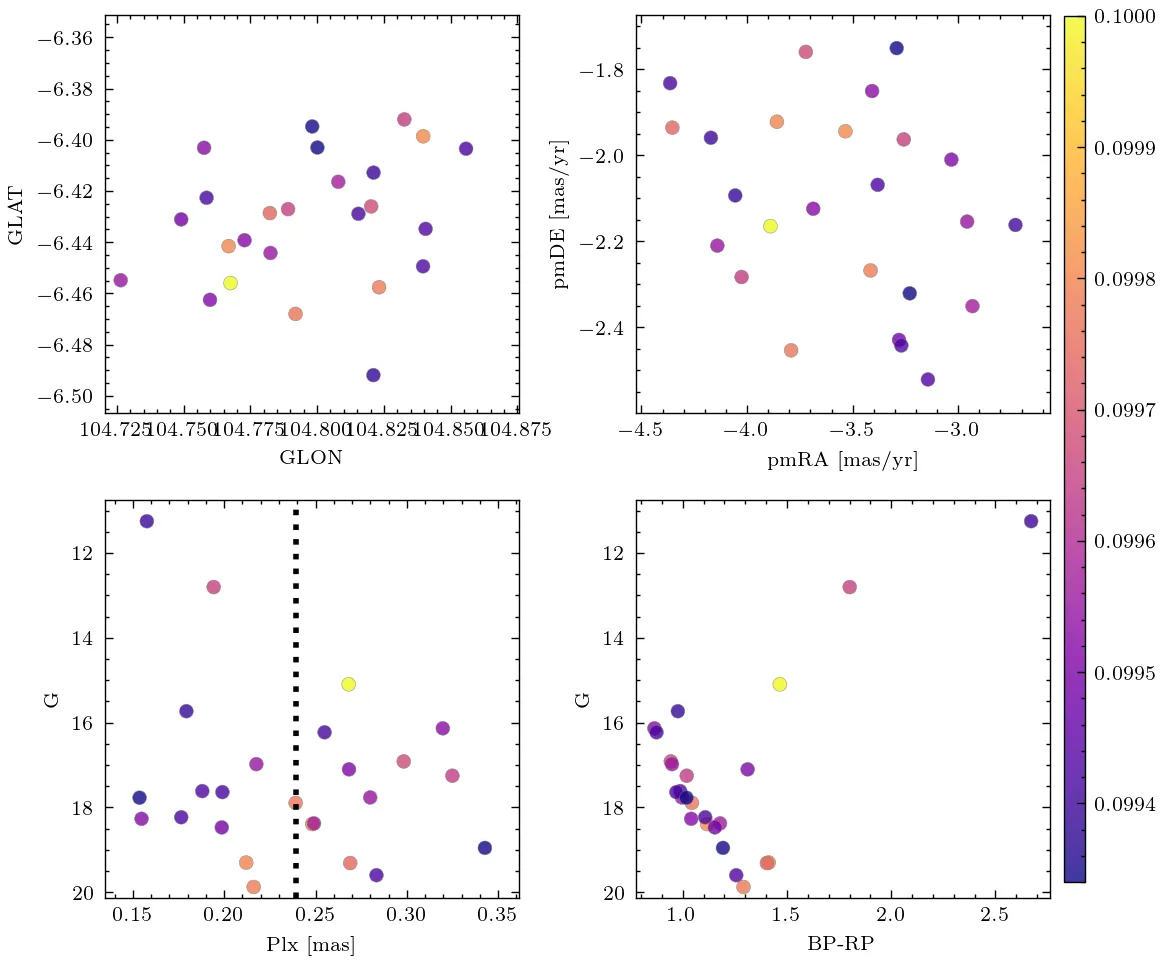 −6.36
−6.38
−6.40
−6.42
−6.44
−6.46
−6.48
−6.50
GLAT
104.725 104.750 104.775 104.800 104.825 104.850 104.875
GLON
−1.8
−2.0
−2.2
−2.4
pmDE [mas/yr]
−4.5 −4.0 −3.5 −3.0
pmRA [mas/yr]
0.1000
0.0999
0.0998
0.0997
0.0996
0.0995
0.0994
12
14
16
18
20
G
0.15 0.20 0.25 0.30 0.35
Plx [mas]
12
14
16
18
20
G
1.0 1.5 2.0 2.5
BP-RP